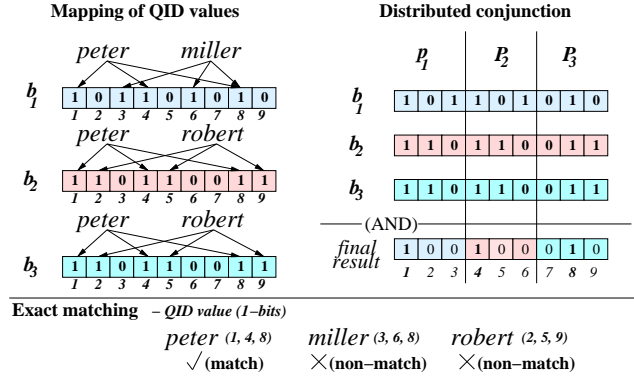 Mapping of QID values
peter miller
b1 1 0 1 1 0 1 0 1 0
1 2 3 4 5 6 7 8 9
peter robert
b2 1 1 0 1 1 0 0 1 1
1 2 3 4 5 6 7 8 9
peter robert
b3 1 1 0 1 1 0 0 1 1
1 2 3 4 5 6 7 8 9
Distributed conjunction
P1 P2 P3
b1 1 0 1 1 0 1 0 1 0
b2 1 1 0 1 1 0 0 1 1
b3 1 1 0 1 1 0 0 1 1
(AND)
final result 1 0 0 1 0 0 0 1 0
1 2 3 4 5 6 7 8 9
Exact matching – QID value (1–bits)
peter (1, 4, 8) miller (3, 6, 8) robert (2, 5, 9)
√(match) ×(non–match) ×(non–match)